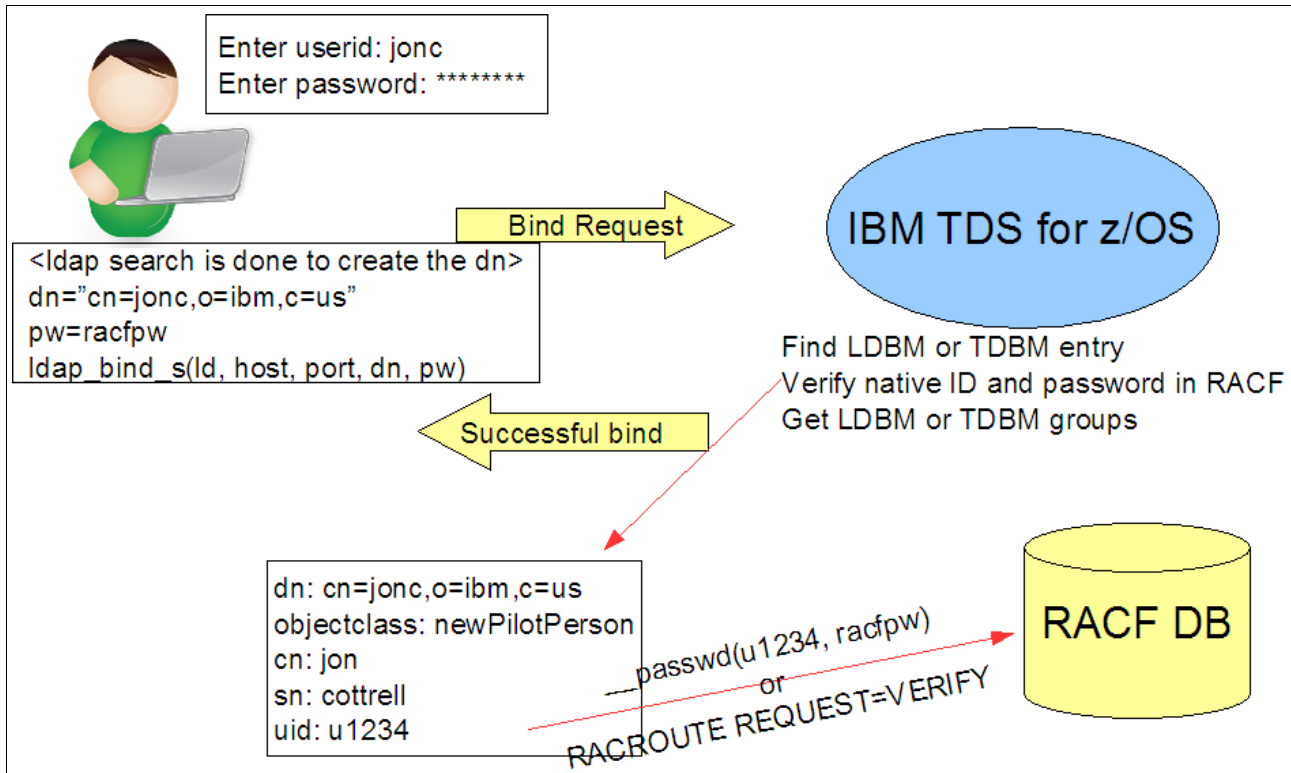 Enter userid: jonc
Enter password: ********
<ldap search is done to create the dn>
dn=”cn=jonc,o=ibm,c=us”
pw=racfpw
ldap_bind_s(ld, host, port, dn, pw)
Bind Request
IBM TDS for z/OS
Find LDBM or TDBM entry
Verify native ID and password in RACF
Get LDBM or TDBM groups
Successful bind
dn: cn=jonc,o=ibm,c=us
objectclass: newPilotPerson
cn: jon
sn: cottrell
uid: u1234
__passwd(u1234, racfpw)
or
RACROUTE REQUEST=VERIFY
RACF DB